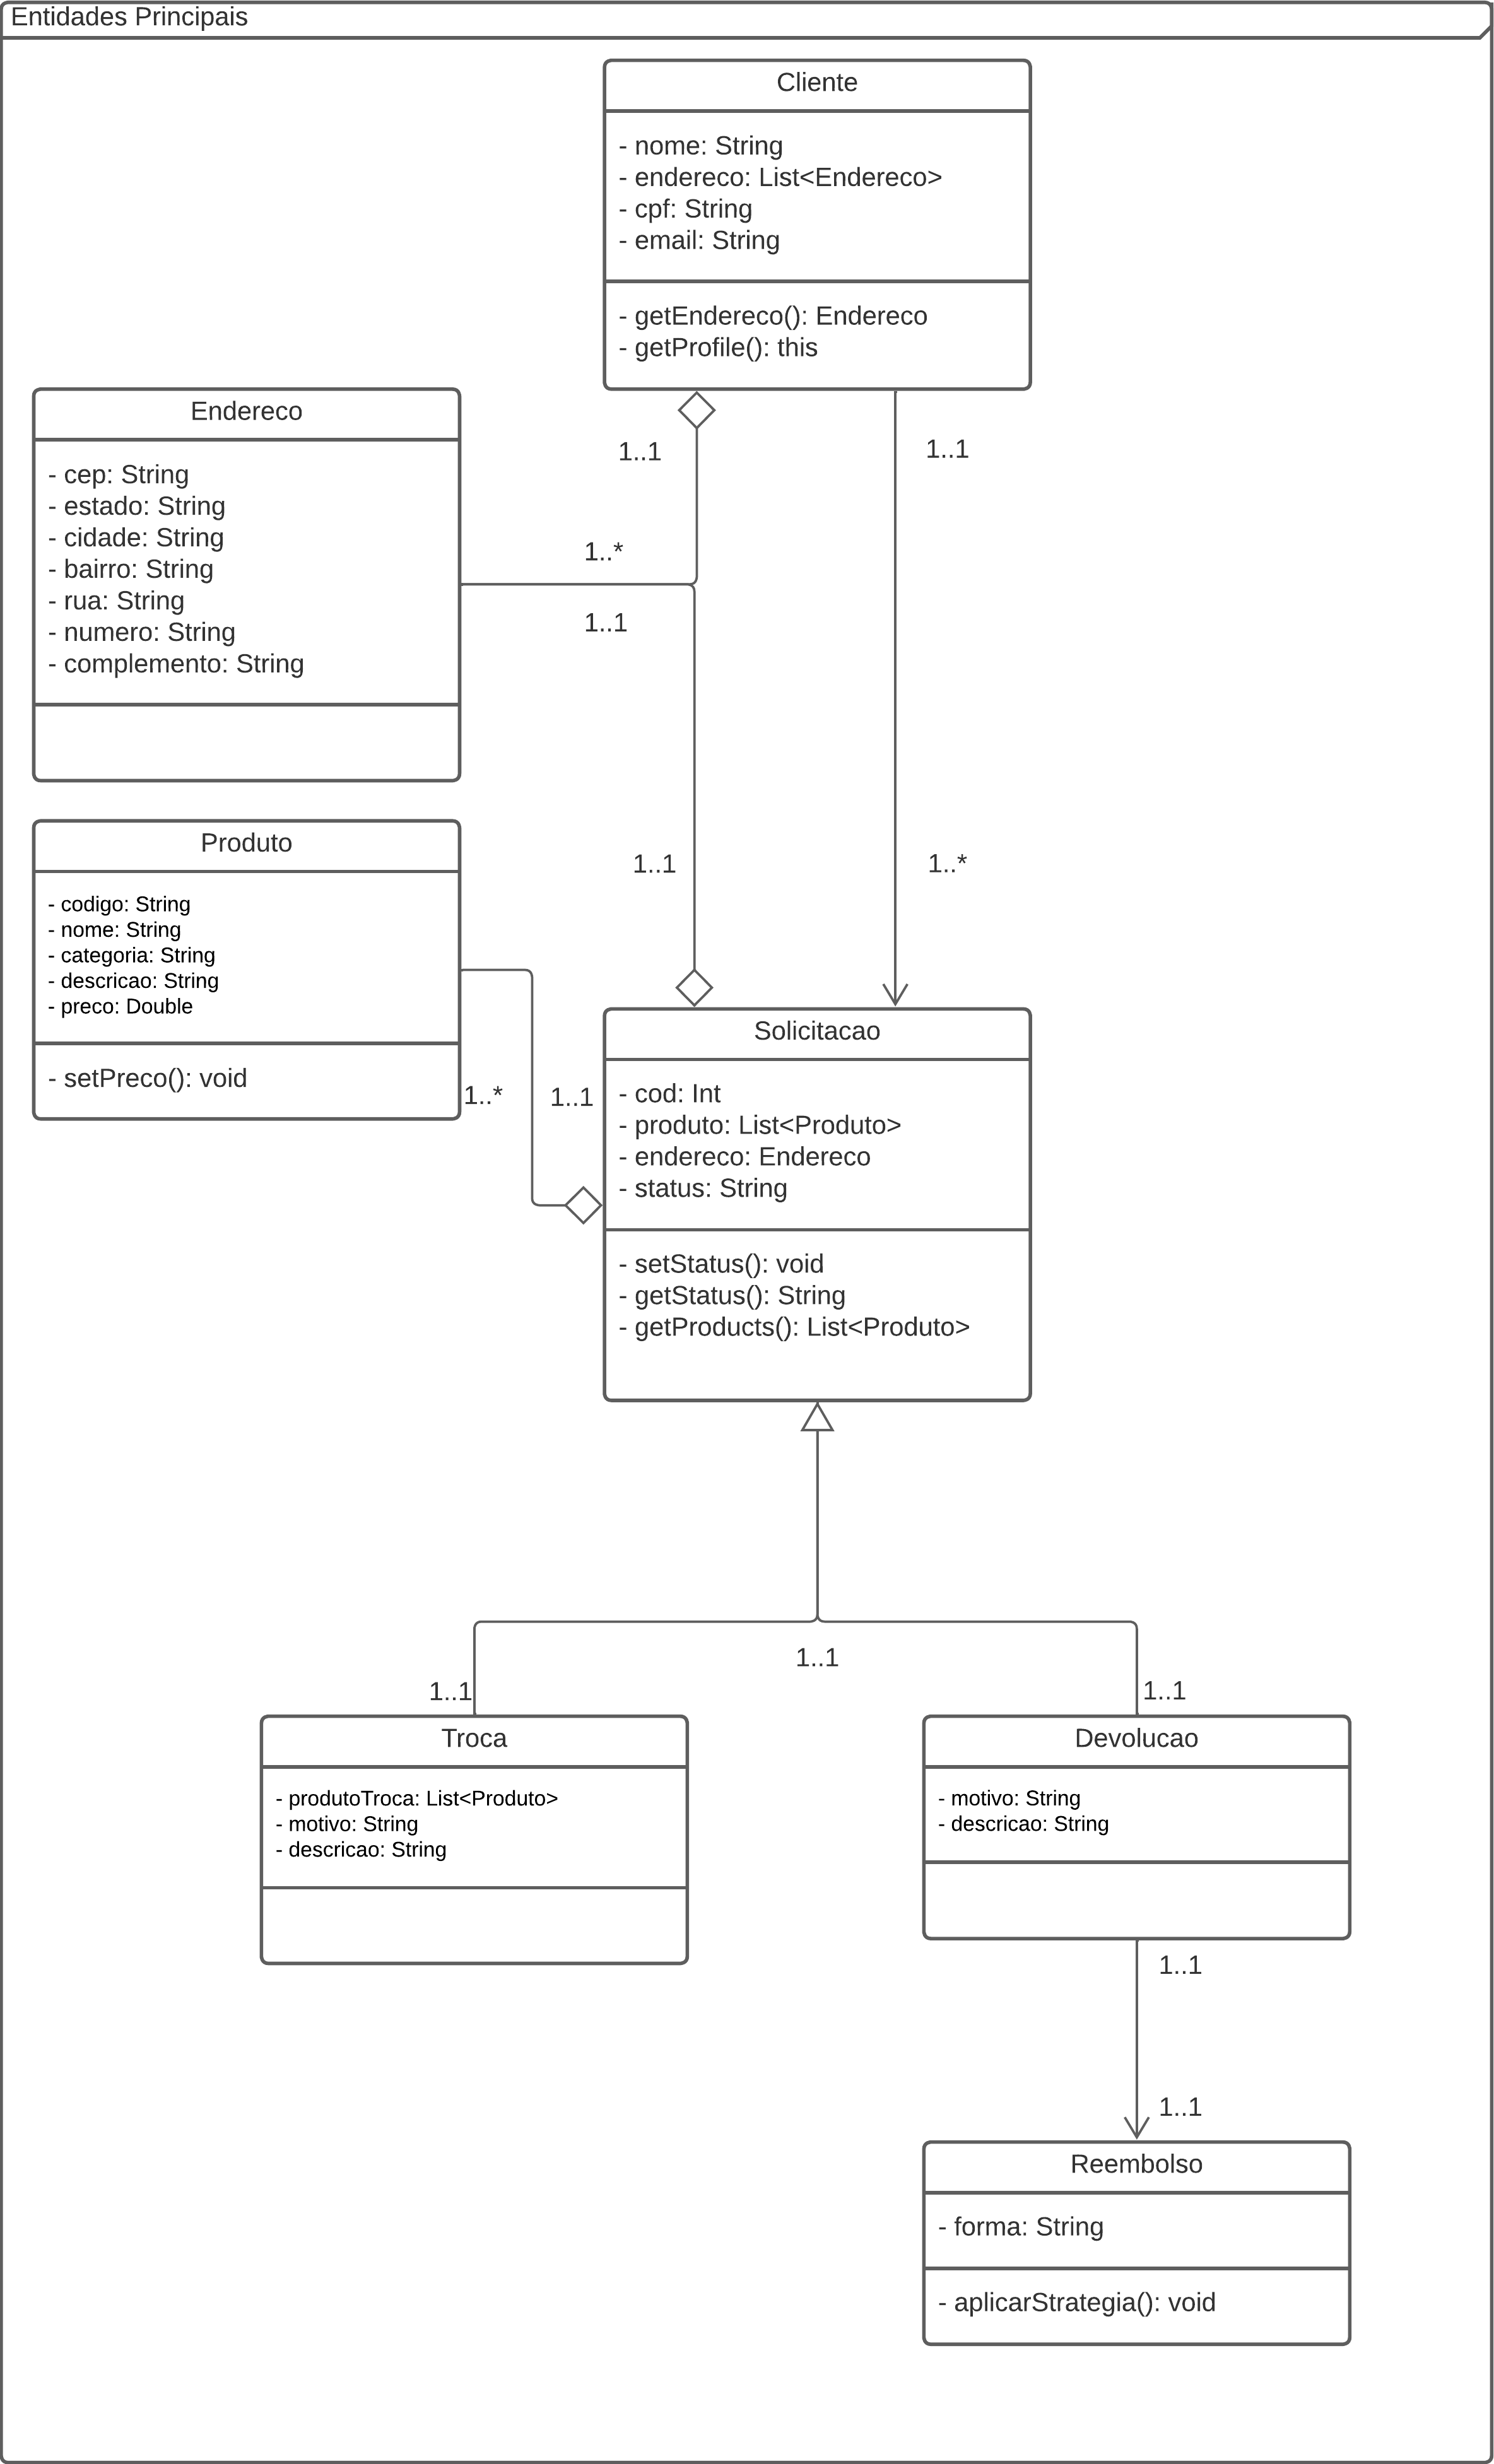 Entidades Principais
Cliente
- nome: String
- endereco: List<Endereco>
- cpf: String
- email: String
- getEndereco(): Endereco
- getProfile(): this
Endereco
- cep: String
- estado: String
- cidade: String
- bairro: String
- rua: String
- numero: String
- complemento: String
1..1
1..1
1..*
1..1
1..1
1..*
Produto
- codigo: String
- nome: String
- categoria: String
- descricao: String
- preco: Double
- setPreco(): void
1..*
1..1
Solicitacao
- cod: Int
- produto: List<Produto>
- endereco: Endereco
- status: String
- setStatus(): void
- getStatus(): String
- getProducts(): List<Produto>
1..1
1..1
1..1
Troca
- produtoTroca: List<Produto>
- motivo: String
- descricao: String
Devolucao
- motivo: String
- descricao: String
1..1
1..1
Reembolso
- forma: String
- aplicarStrategia(): void